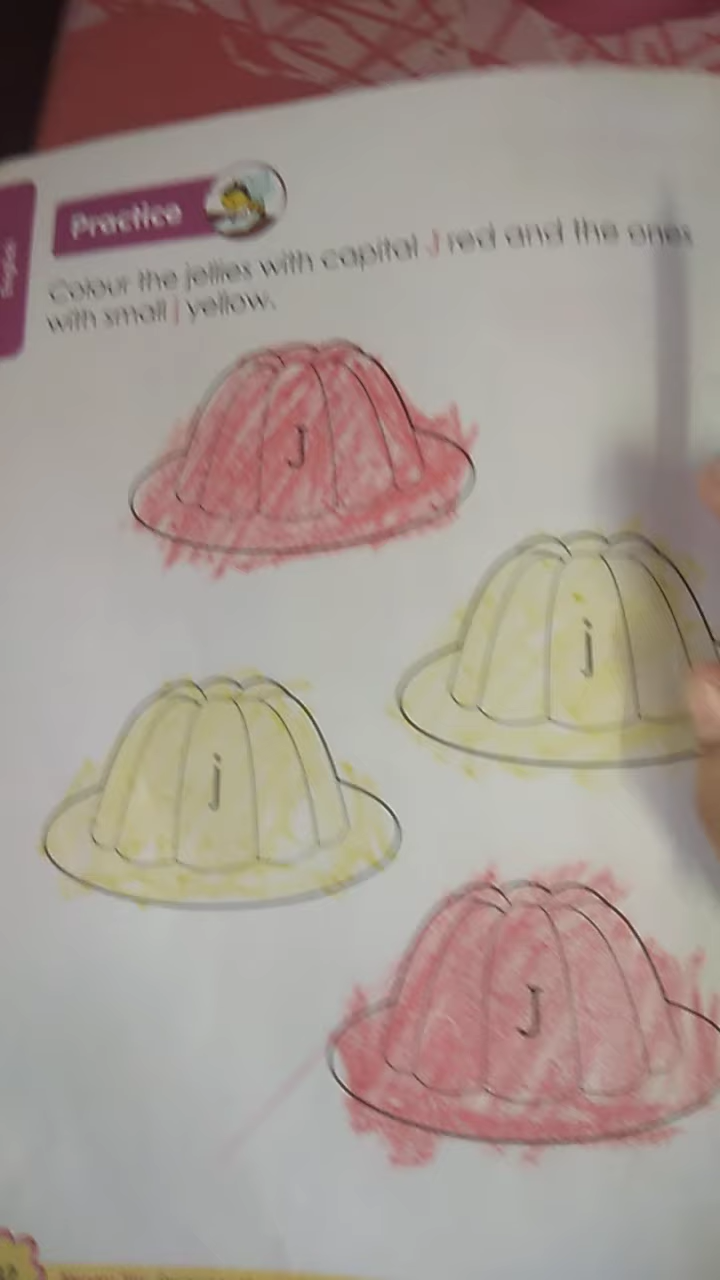 Practice
Colour the jellies with capital J red and the ones
with small j yellow.
J
j
j
J